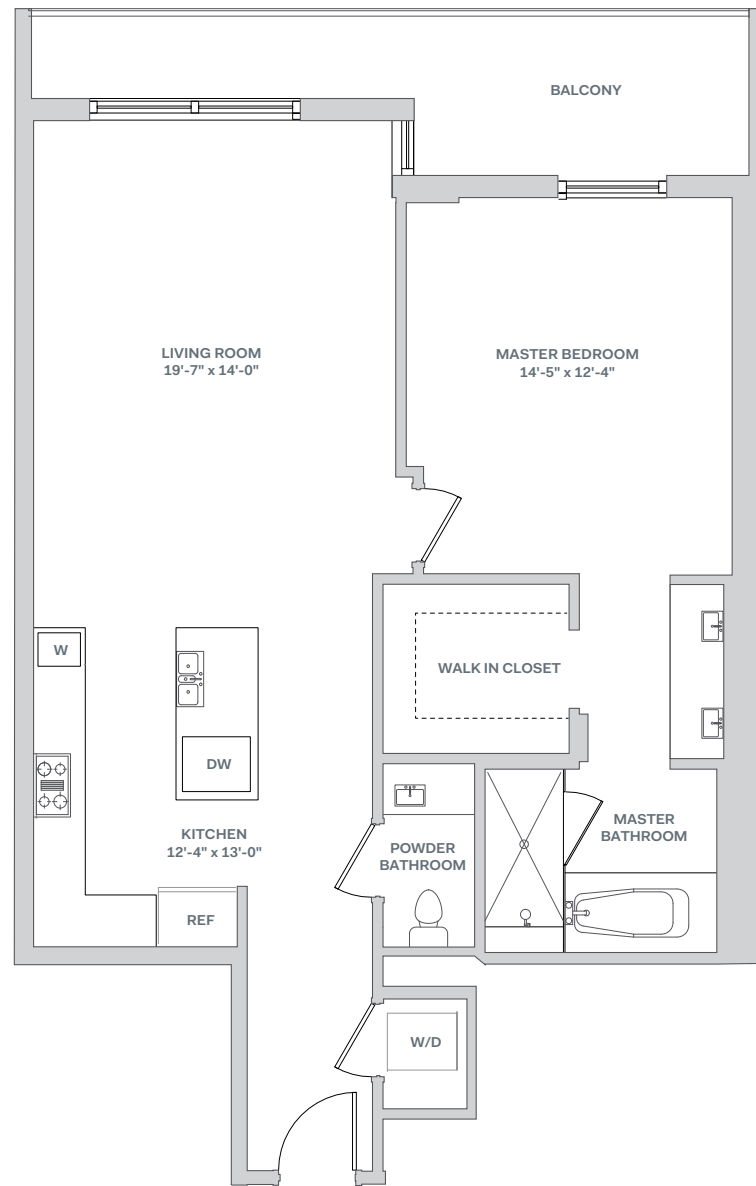 BALCONY
LIVING ROOM
19'-7" x 14'-0"
MASTER BEDROOM
14'-5" x 12'-4"
W
WALK IN CLOSET
DW
KITCHEN
12'-4" x 13'-0"
MASTER
BATHROOM
POWDER
BATHROOM
REF
W/D